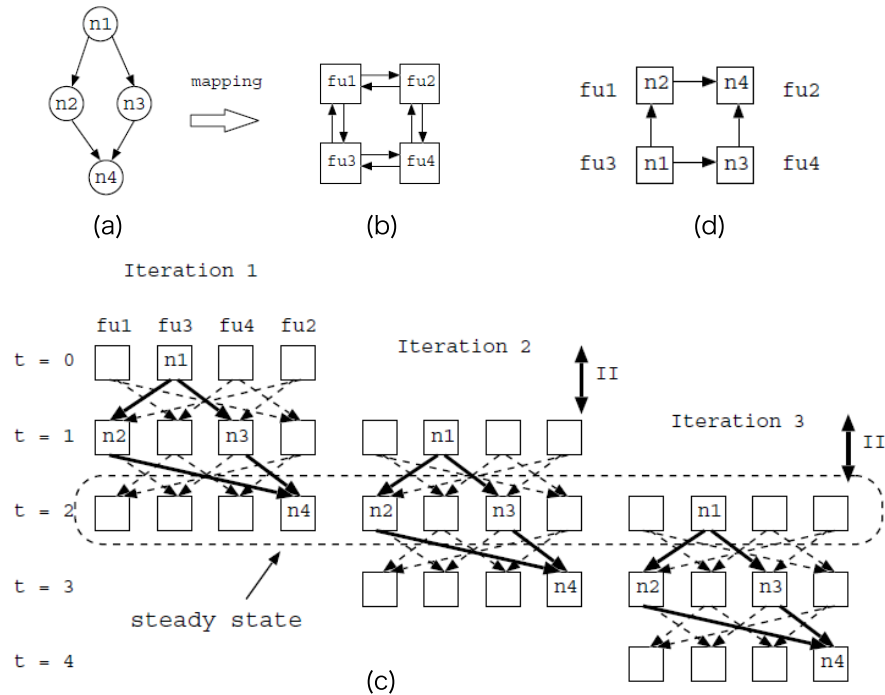 n1
n2 n3
n4
(a)
mapping
fu1 fu2
fu3 fu4
(b)
fu1 n2 n4 fu2
fu3 n1 n3 fu4
(d)
Iteration 1
fu1 fu3 fu4 fu2
t = 0 n1
Iteration 2
II
t = 1 n2 n3 n1
Iteration 3
II
t = 2 n4 n2 n3 n1
t = 3 n4 n2 n3
steady state
t = 4 n4
(c)